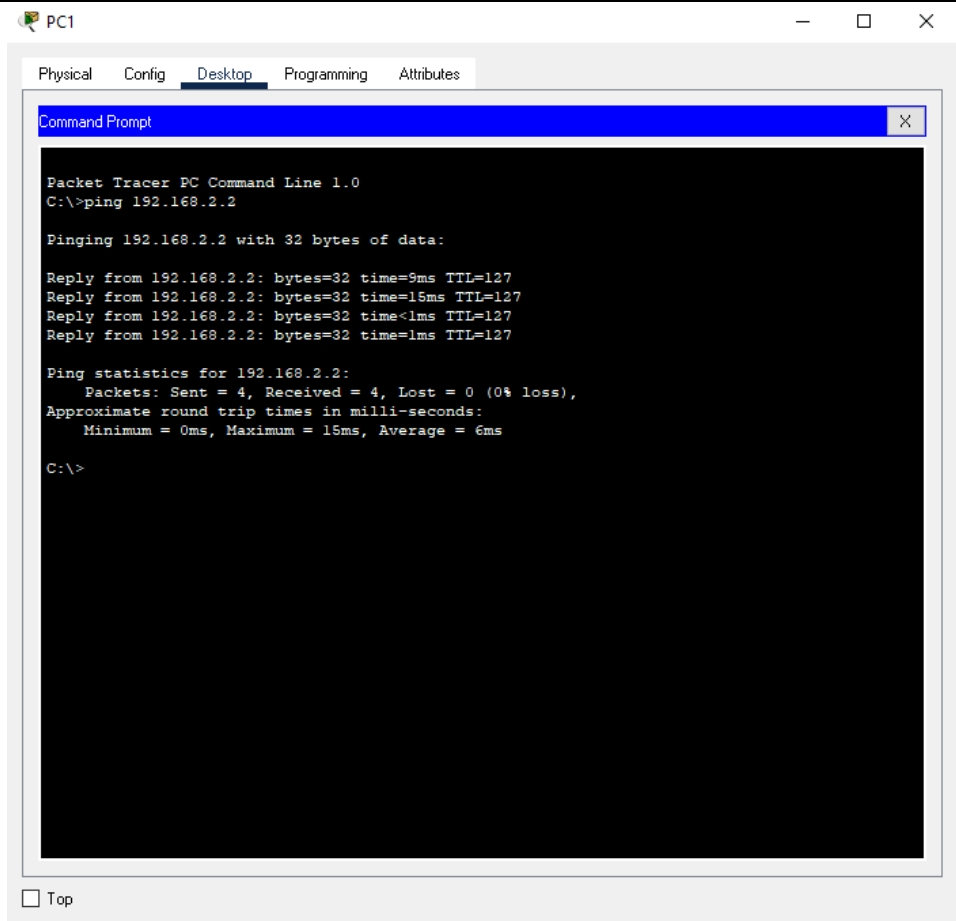 PC1
Physical Config Desktop Programming Attributes
Command Prompt X
Packet Tracer PC Command Line 1.0
C:\>ping 192.168.2.2
Pinging 192.168.2.2 with 32 bytes of data:
Reply from 192.168.2.2: bytes=32 time=9ms TTL=127
Reply from 192.168.2.2: bytes=32 time=15ms TTL=127
Reply from 192.168.2.2: bytes=32 time<1ms TTL=127
Reply from 192.168.2.2: bytes=32 time=1ms TTL=127
Ping statistics for 192.168.2.2:
    Packets: Sent = 4, Received = 4, Lost = 0 (0% loss),
Approximate round trip times in milli-seconds:
    Minimum = 0ms, Maximum = 15ms, Average = 6ms
C:\>
Top